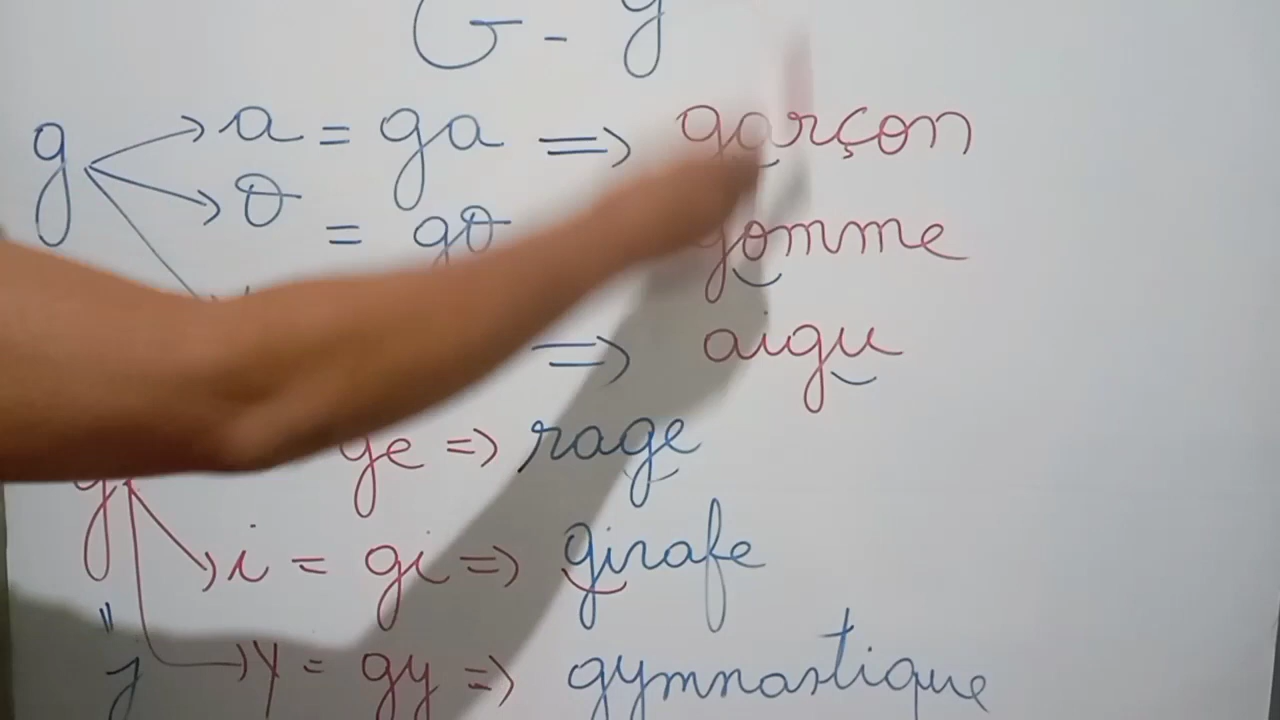 G - g
g → a = ga => garçon
→ o = go gomme
=> aigu
ge => rage
g → i = gi => girafe
" j → y = gy => gymnastique